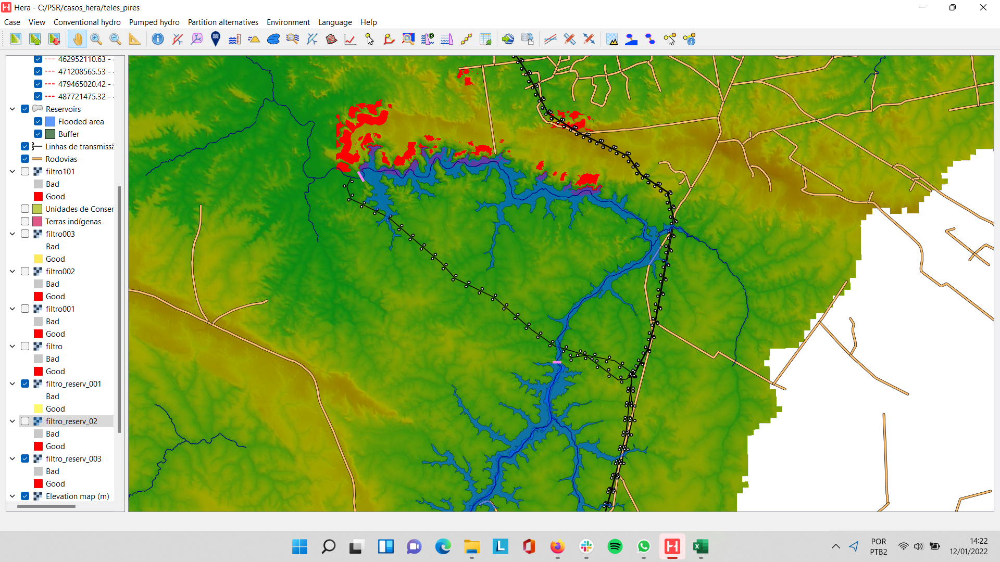 Hera - C:/PSR/casos_hera/teles_pires
Case View Conventional hydro Pumped hydro Partition alternatives Environment Language Help
462952110.63 -
471208565.53 -
479465020.42 -
487721475.32 -
Reservoirs
Flooded area
Buffer
Linhas de transmissã
Rodovias
filtro101
Bad
Good
Unidades de Conser
Terras indígenas
filtro003
Bad
Good
filtro002
Bad
Good
filtro001
Bad
Good
filtro
Bad
Good
filtro_reserv_001
Bad
Good
filtro_reserv_02
Bad
Good
filtro_reserv_003
Bad
Good
Elevation map (m)
POR
PTB2
14:22
12/01/2022